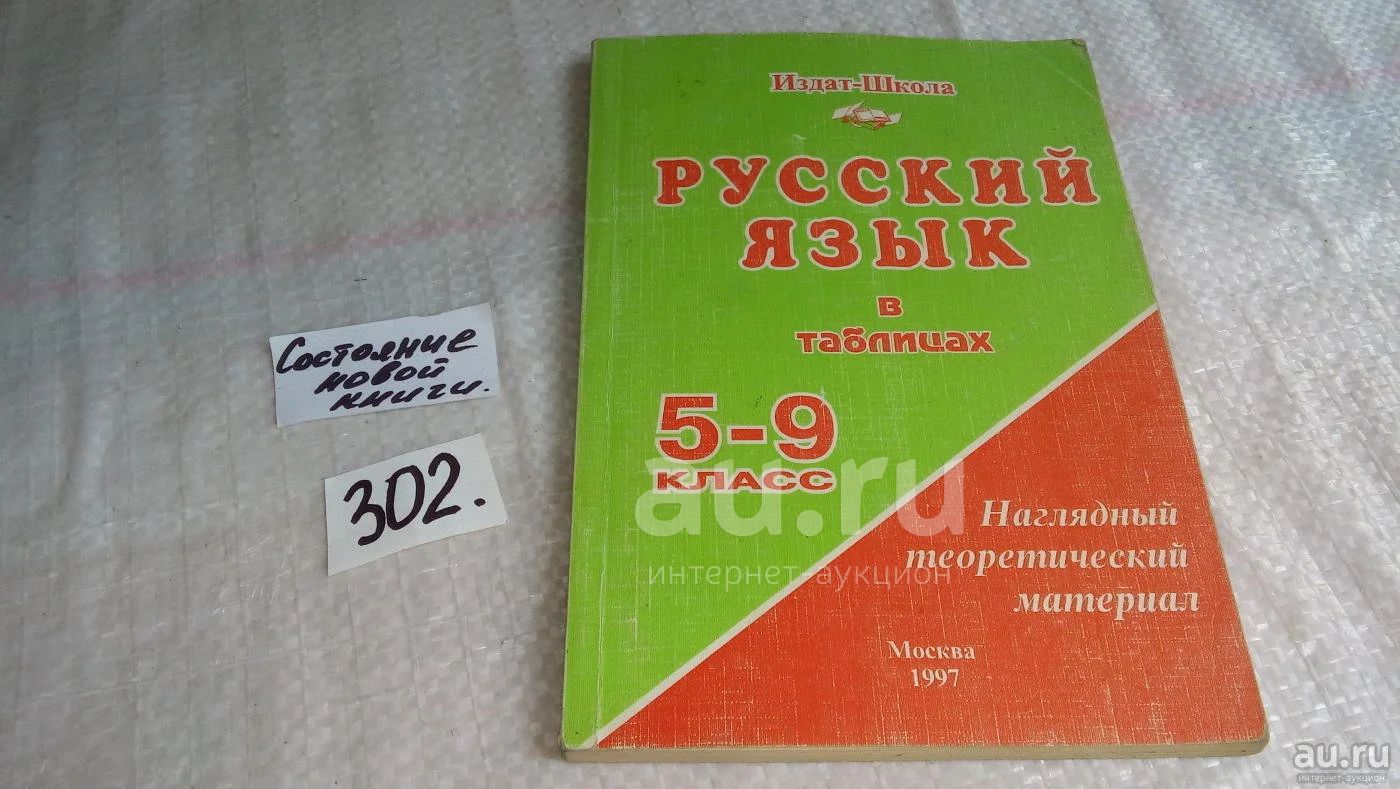 Издат-Школа
РУССКИЙ
ЯЗЫК
в
таблицах
5-9
КЛАСС
Наглядный
теоретический
материал
Москва
1997
Состояние
новой
книги.
302.
au.ru
интернет-аукцион
au.ru
интернет-аукцион